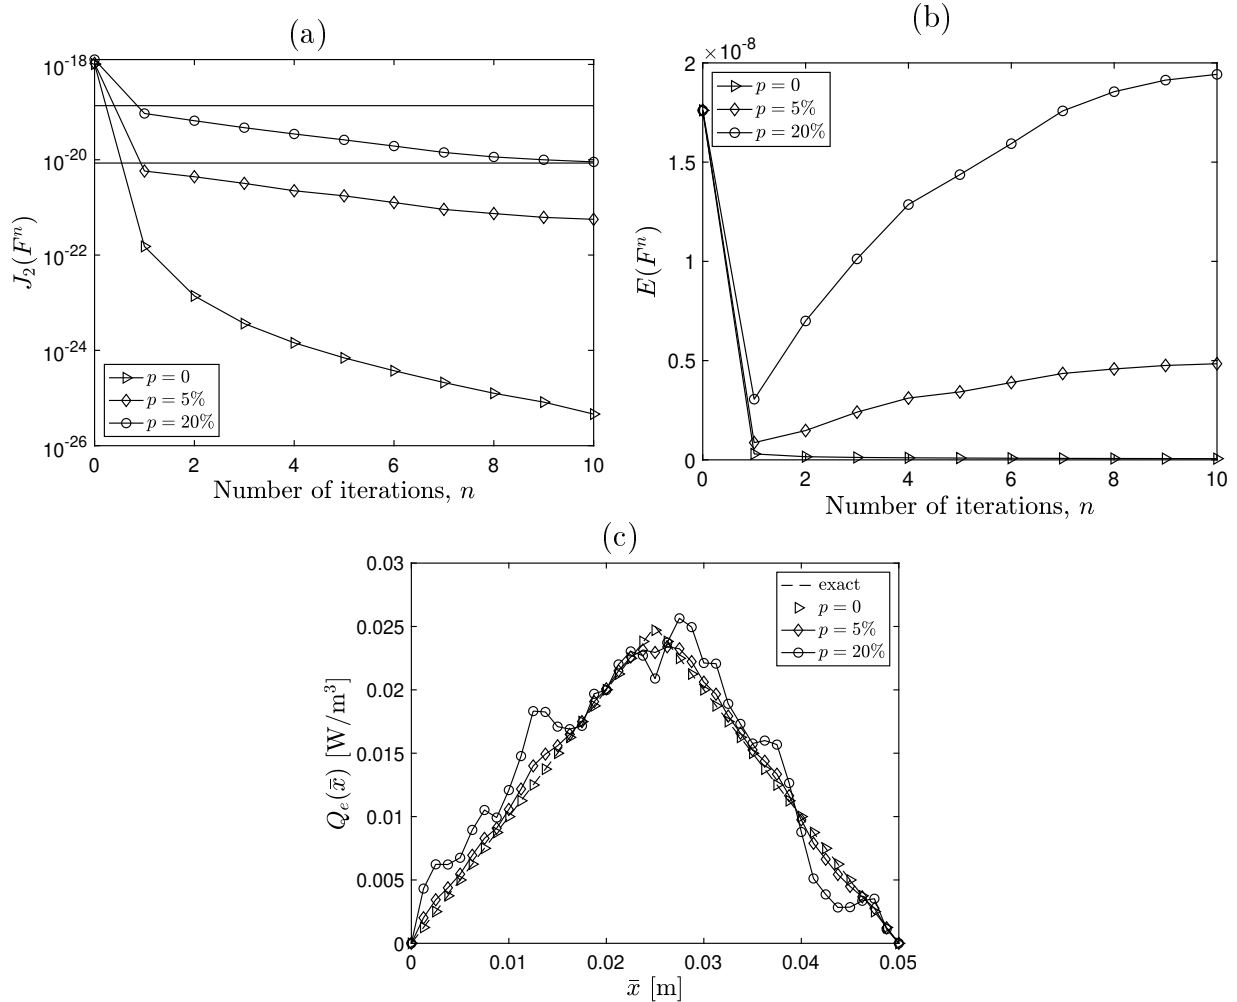 (a)
10^-18
10^-20
10^-22
10^-24
10^-26
J_2(F^n)
p = 0
p = 5%
p = 20%
0 2 4 6 8 10
Number of iterations, n
(b)
×10^-8
2
1.5
1
0.5
0
E(F^n)
p = 0
p = 5%
p = 20%
0 2 4 6 8 10
Number of iterations, n
(c)
0.03
0.025
0.02
0.015
0.01
0.005
0
Q_e(x̄) [W/m^3]
exact
p = 0
p = 5%
p = 20%
0 0.01 0.02 0.03 0.04 0.05
x̄ [m]